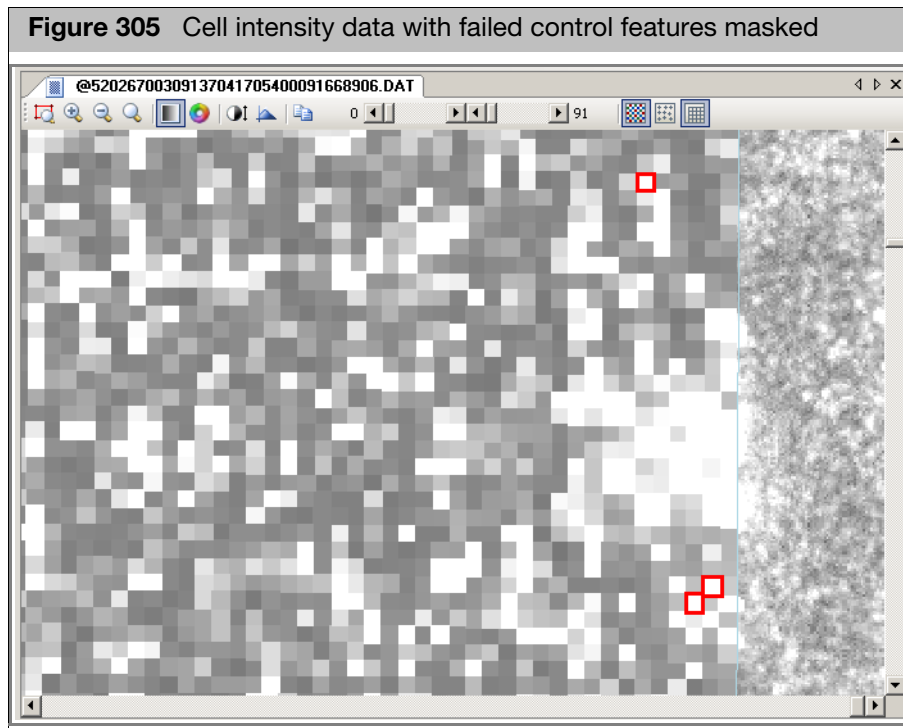 Figure 305 Cell intensity data with failed control features masked
@52026700309137041705400091668906.DAT
0 91